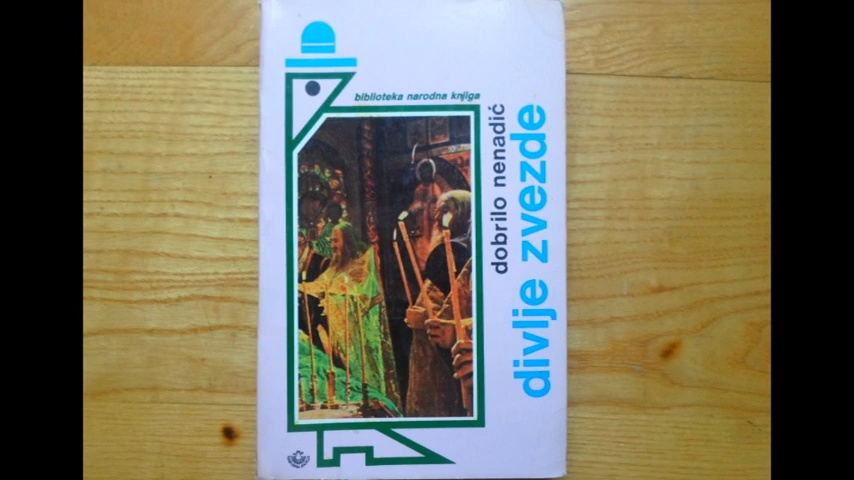 biblioteka narodna knjiga
dobrilo nenadić
divlje zvezde